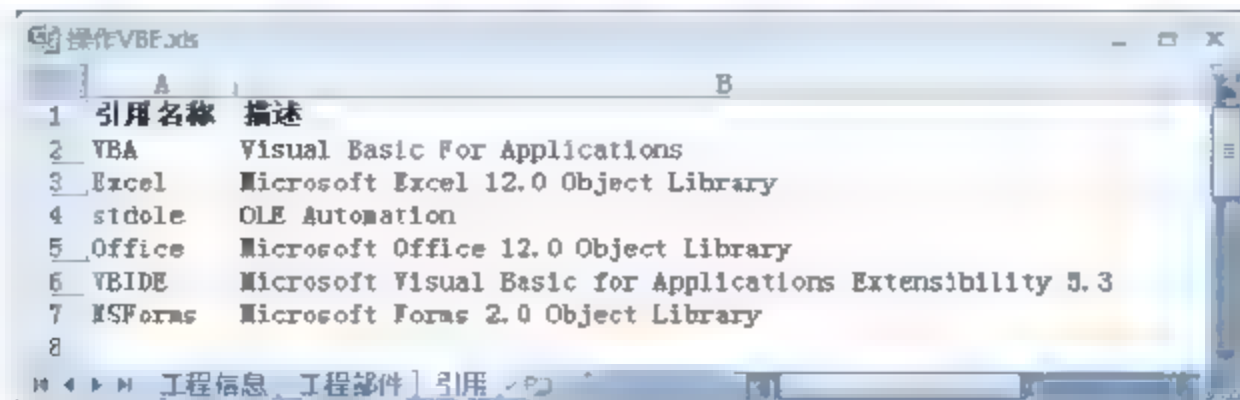 操作VBE.xls
A B
1 引用名称 描述
2 VBA Visual Basic For Applications
3 Excel Microsoft Excel 12.0 Object Library
4 stdole OLE Automation
5 Office Microsoft Office 12.0 Object Library
6 VBIDE Microsoft Visual Basic for Applications Extensibility 5.3
7 MSForms Microsoft Forms 2.0 Object Library
8
工程信息 工程部件 引用